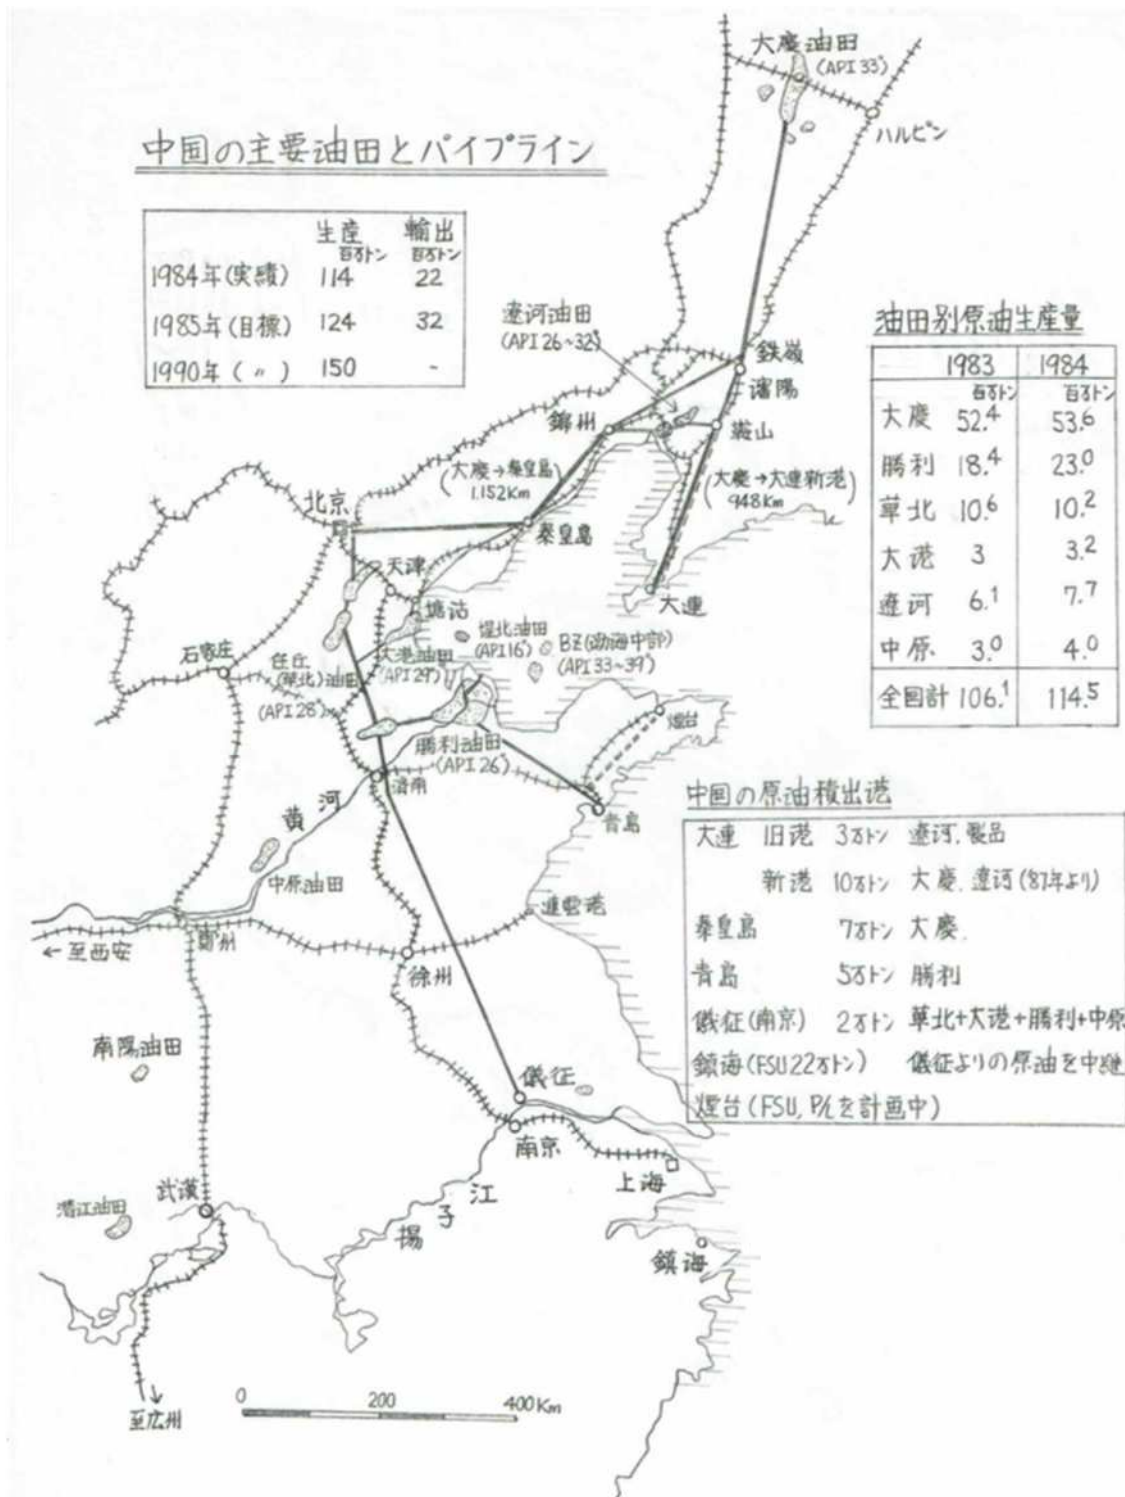 中国の主要油田とパイプライン
生産 輸出
百万トン 百万トン
1984年(実績) 114 22
1985年(目標) 124 32
1990年( 〃 ) 150 -
大慶油田
(API 33°)
ハルビン
遼河油田
(API 26~32°)
鉄嶺
瀋陽
錦州
鞍山
(大慶→秦皇島)
1.152Km
(大慶→大連新港)
948Km
北京
秦皇島
天津
大連
塘沽
堤北油田
(API 16°)
BZ(渤海中部)
(API 33~39°)
石家庄
任丘
(華北)油田
(API 28°)
大港油田
(API 29°)
勝利油田
(API 26°)
煙台
済南
青島
黄河
中原油田
連雲港
鄭州
←至西安
徐州
南陽油田
儀征
南京
上海
武漢
潜江油田
揚子江
鎮海
0 200 400Km
至広州
油田別原油生産量
1983 1984
百万トン 百万トン
大慶 52.4 53.6
勝利 18.4 23.0
華北 10.6 10.2
大港 3 3.2
遼河 6.1 7.7
中原 3.0 4.0
全国計 106.1 114.5
中国の原油積出港
大連 旧港 3万トン 遼河、製品
新港 10万トン 大慶、遼河('87年より)
秦皇島 7万トン 大慶、
青島 5万トン 勝利
儀征(南京) 2万トン 華北+大港+勝利+中原
鎮海(FSU 22万トン) 儀征よりの原油を中継
煙台(FSU, P/Lを計画中)